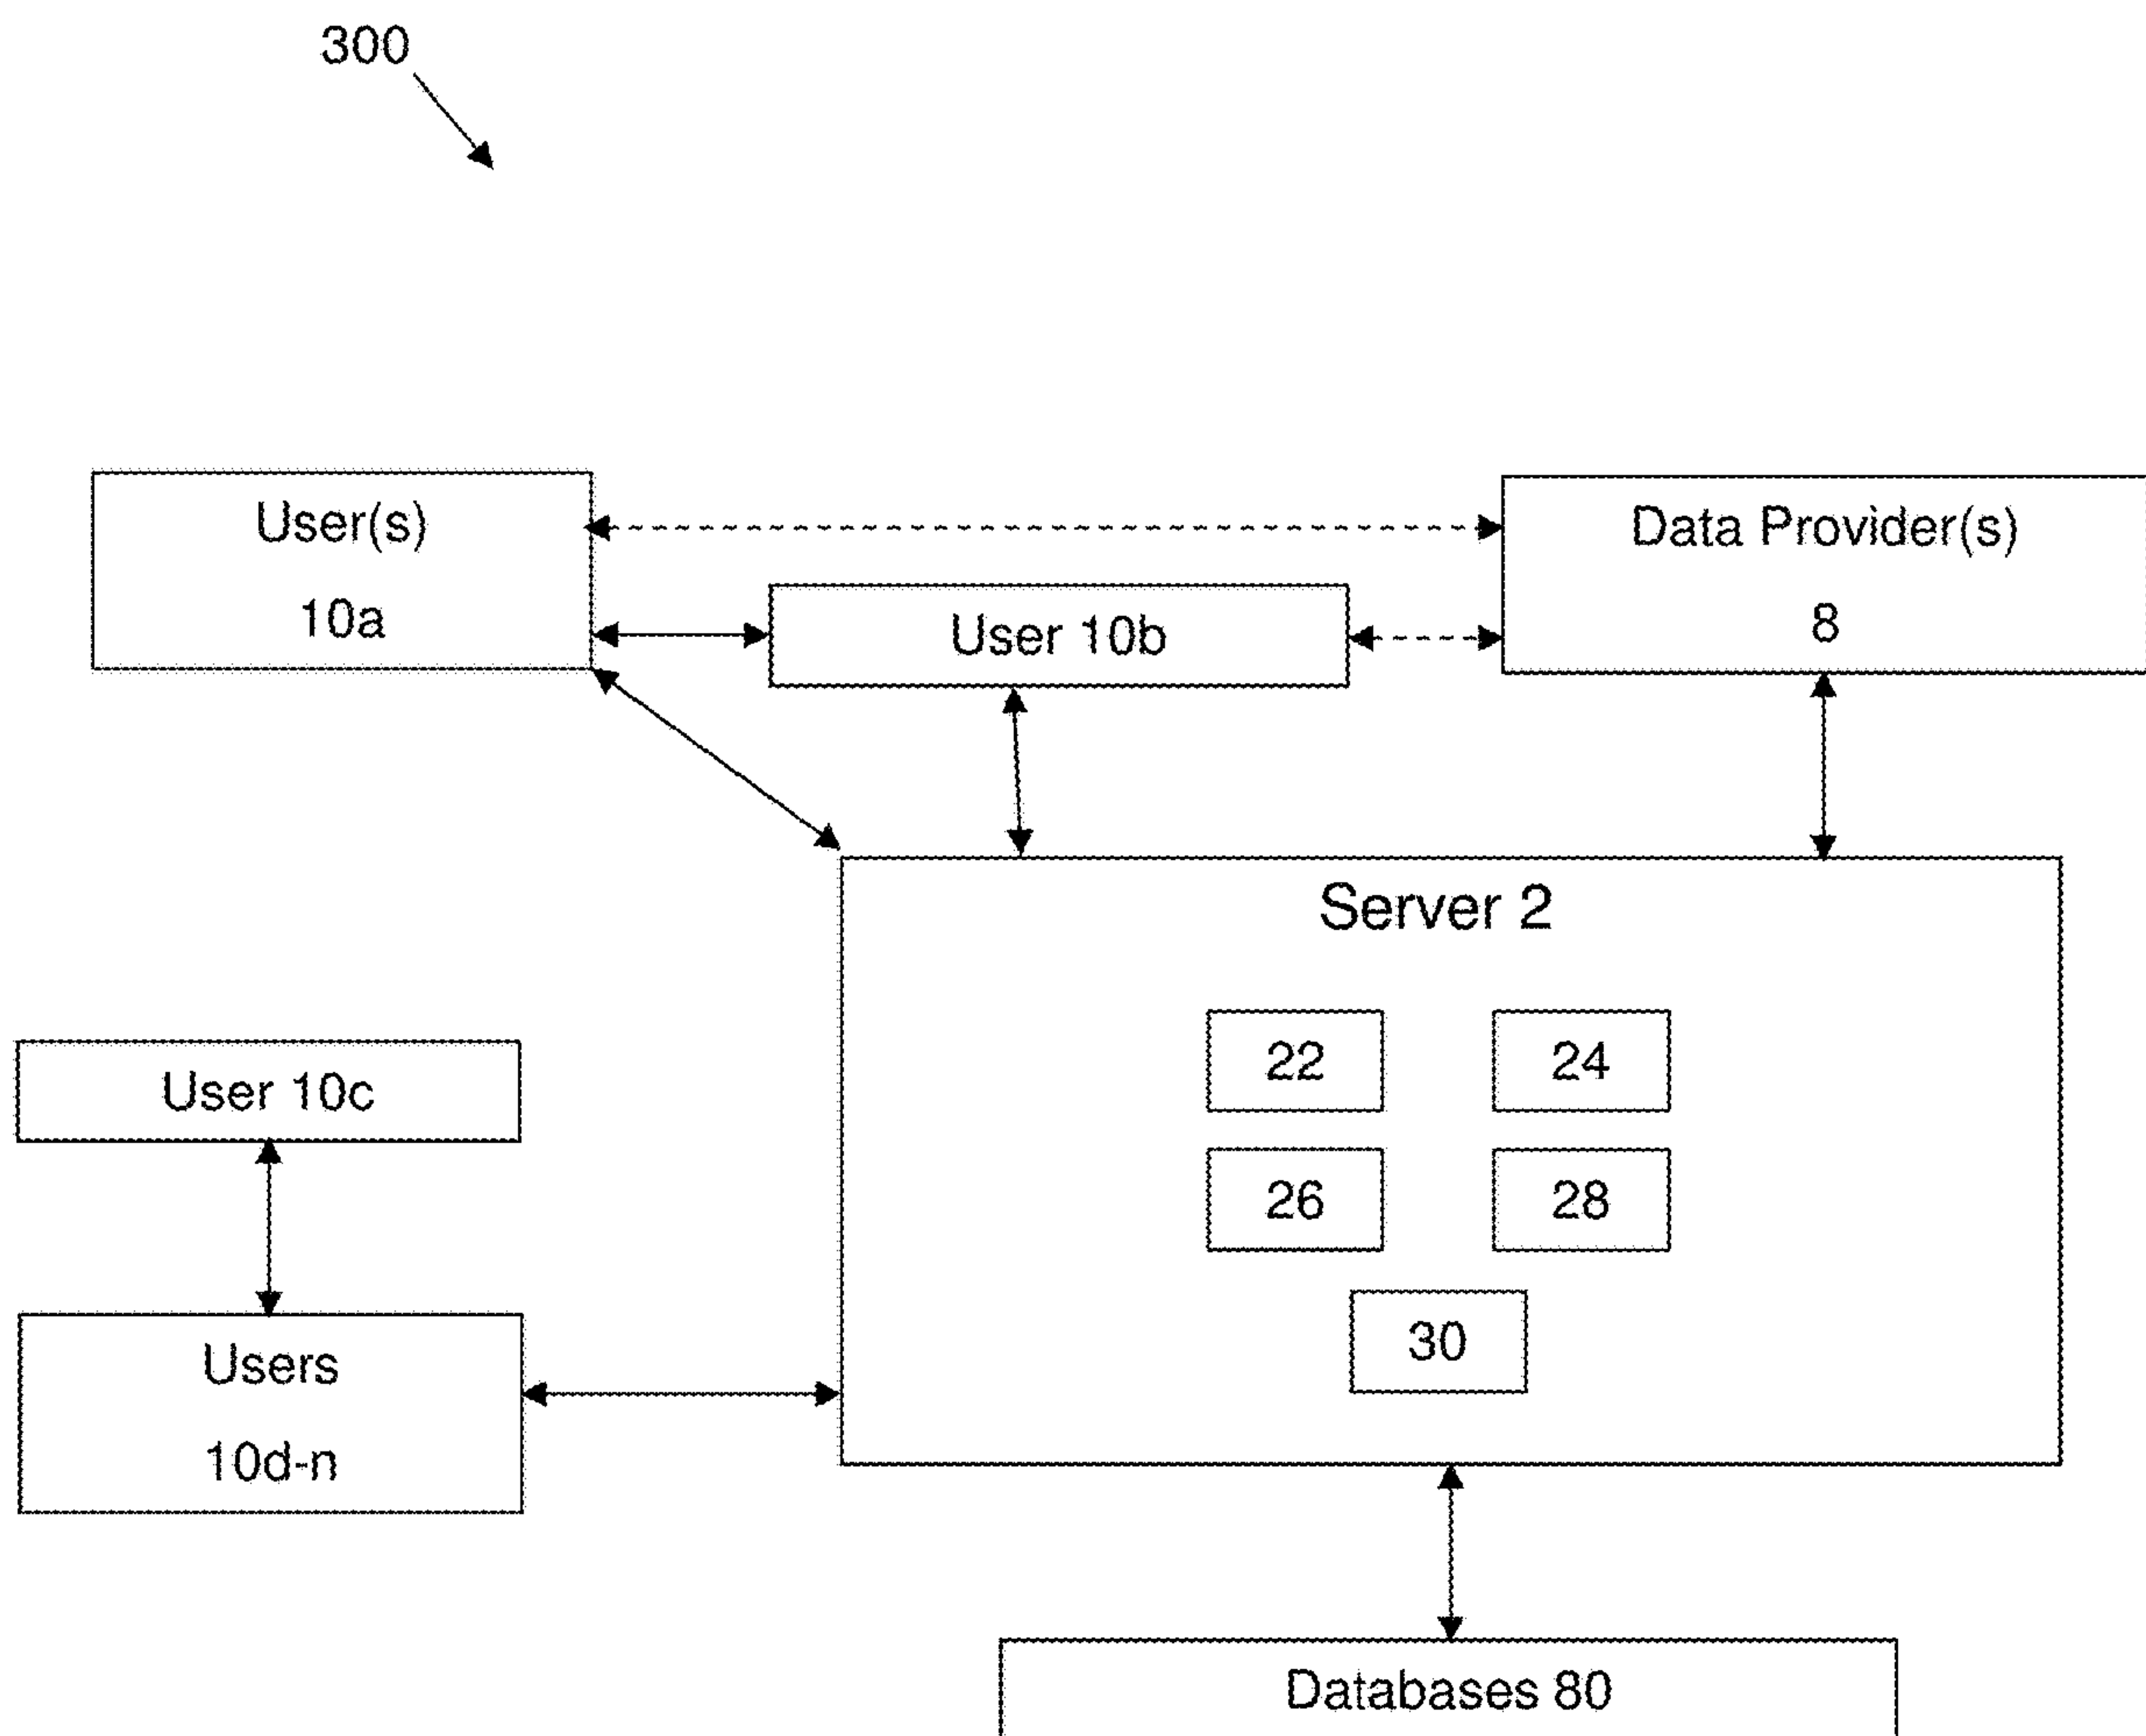 300
User(s)
10a
Data Provider(s)
8
User 10b
Server 2
22
24
26
28
30
User 10c
Users
10d-n
Databases 80